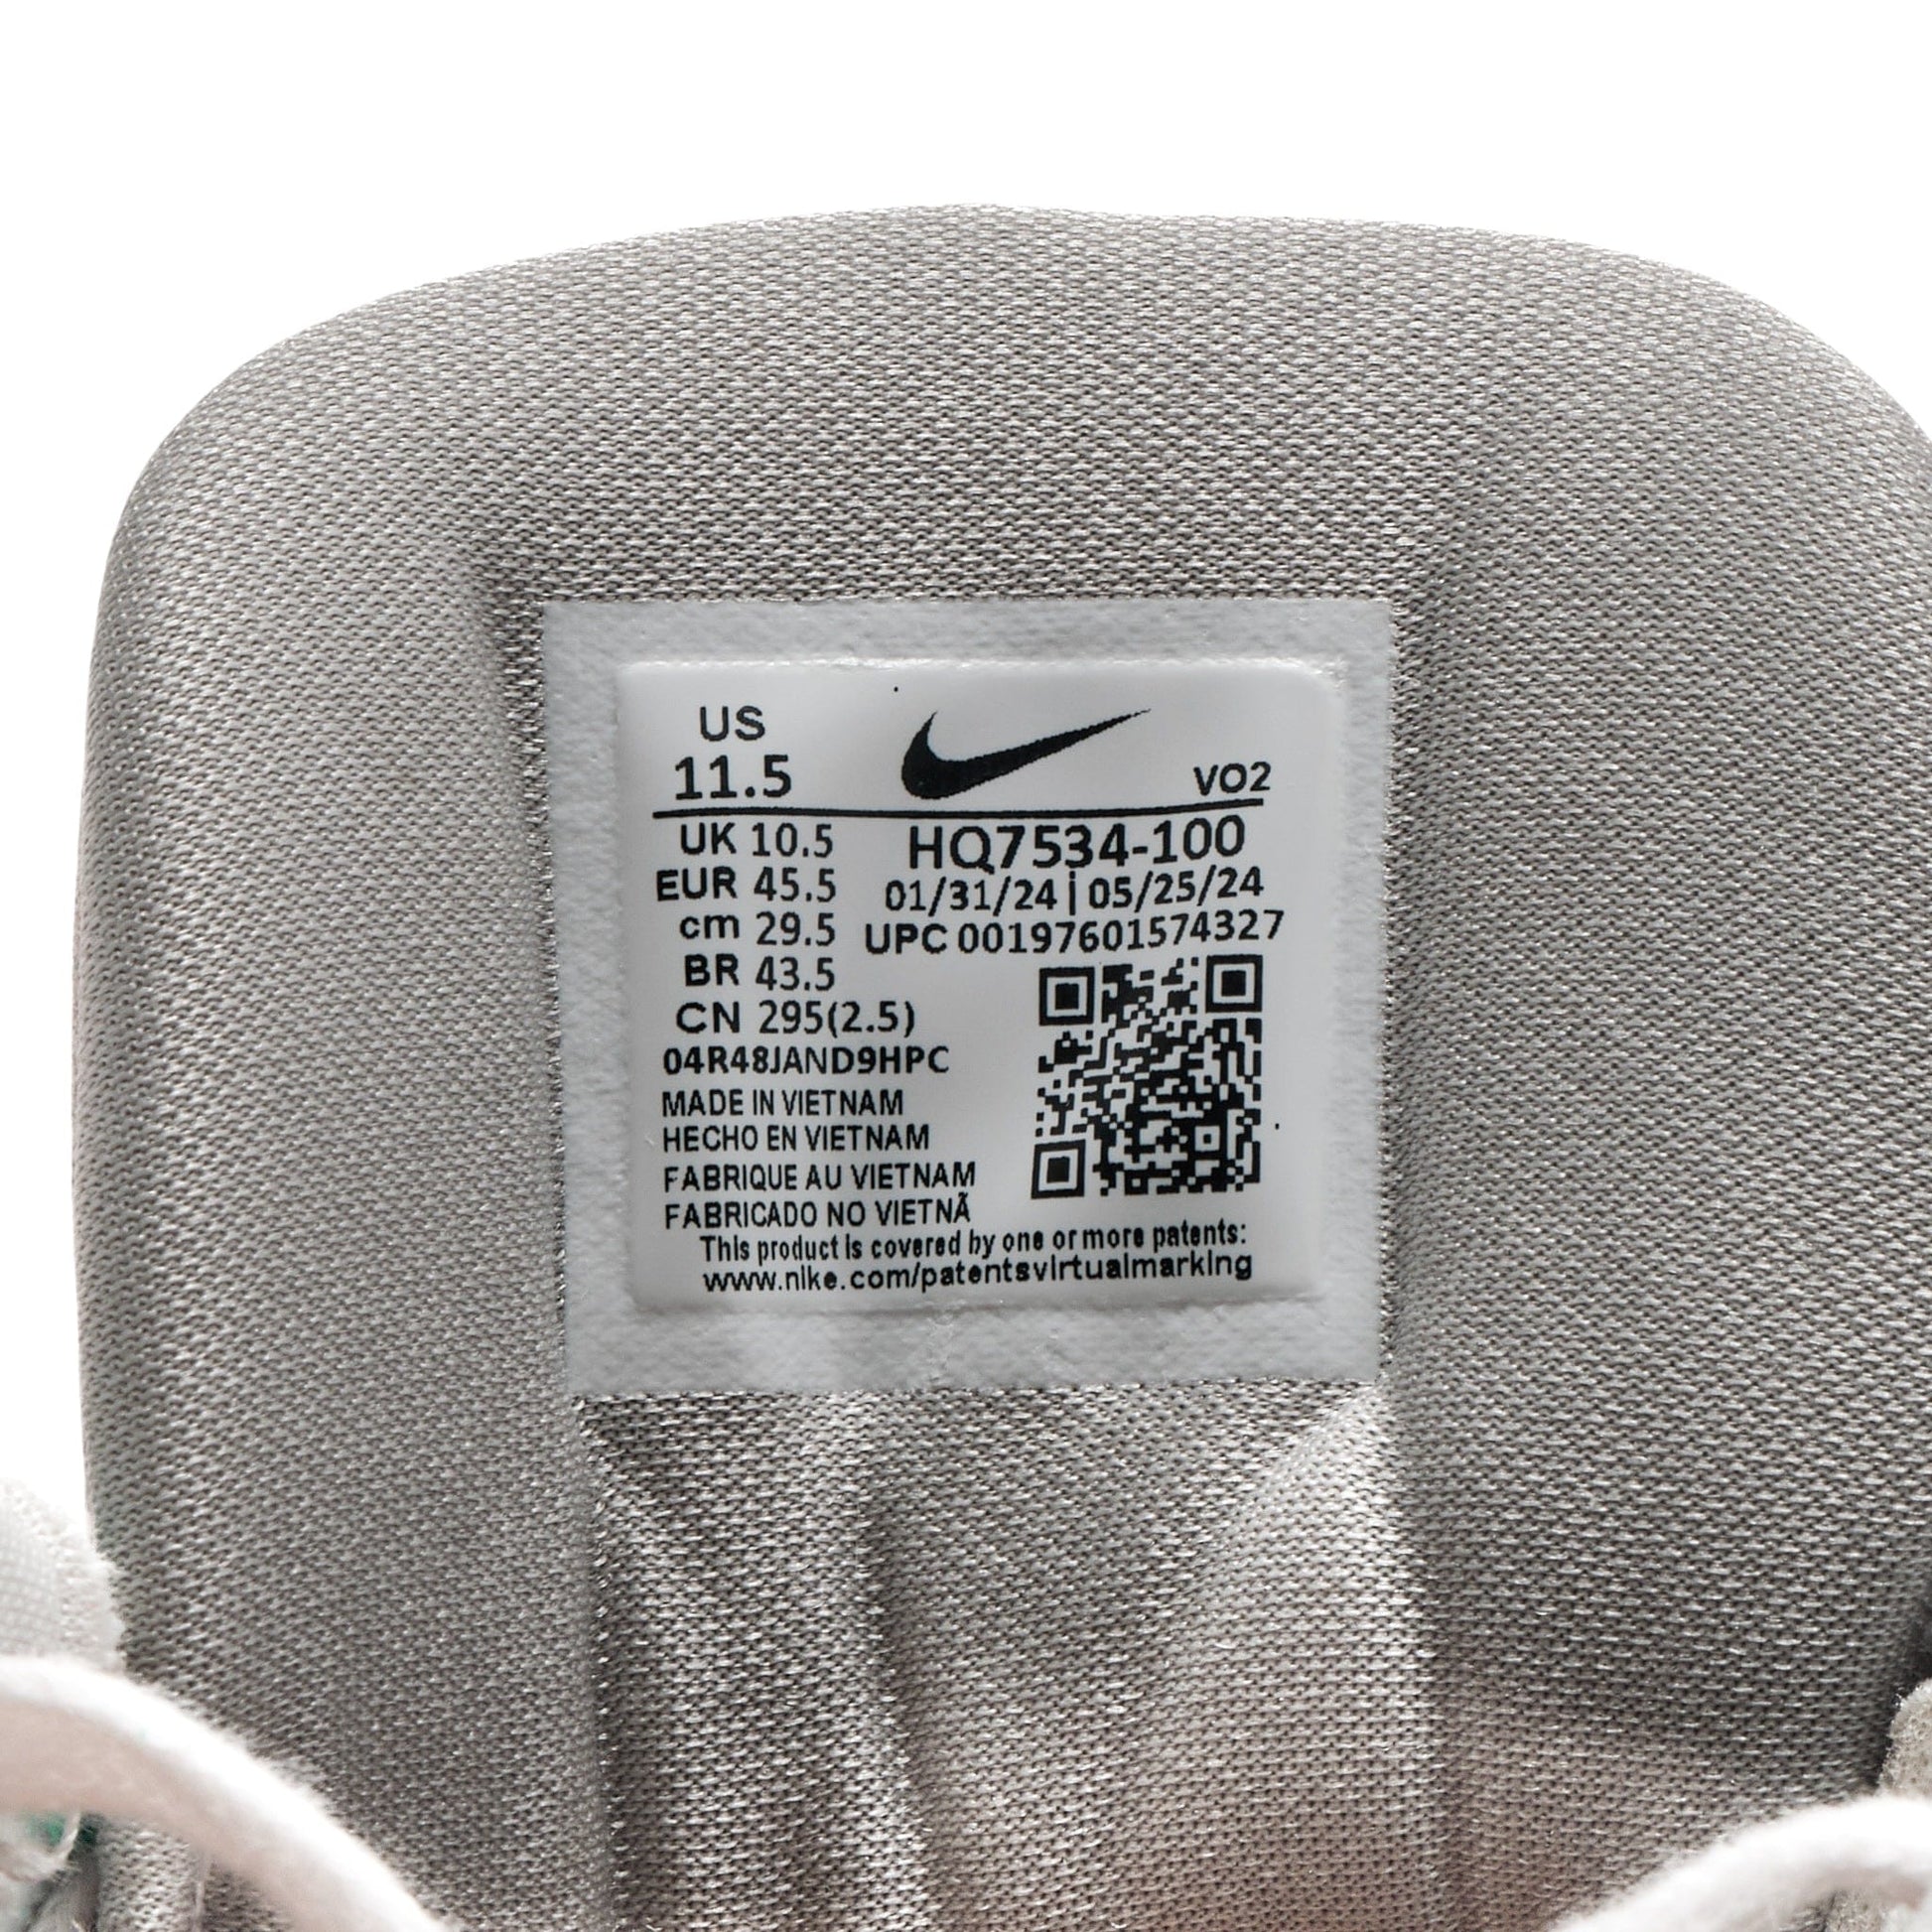 US
11.5
VO2
UK 10.5
HQ7534-100
EUR 45.5
01/31/24 | 05/25/24
cm 29.5
UPC 00197601574327
BR 43.5
CN 295(2.5)
04R48JAND9HPC
MADE IN VIETNAM
HECHO EN VIETNAM
FABRIQUE AU VIETNAM
FABRICADO NO VIETNÃ
This product is covered by one or more patents:
www.nike.com/patentsvirtualmarking